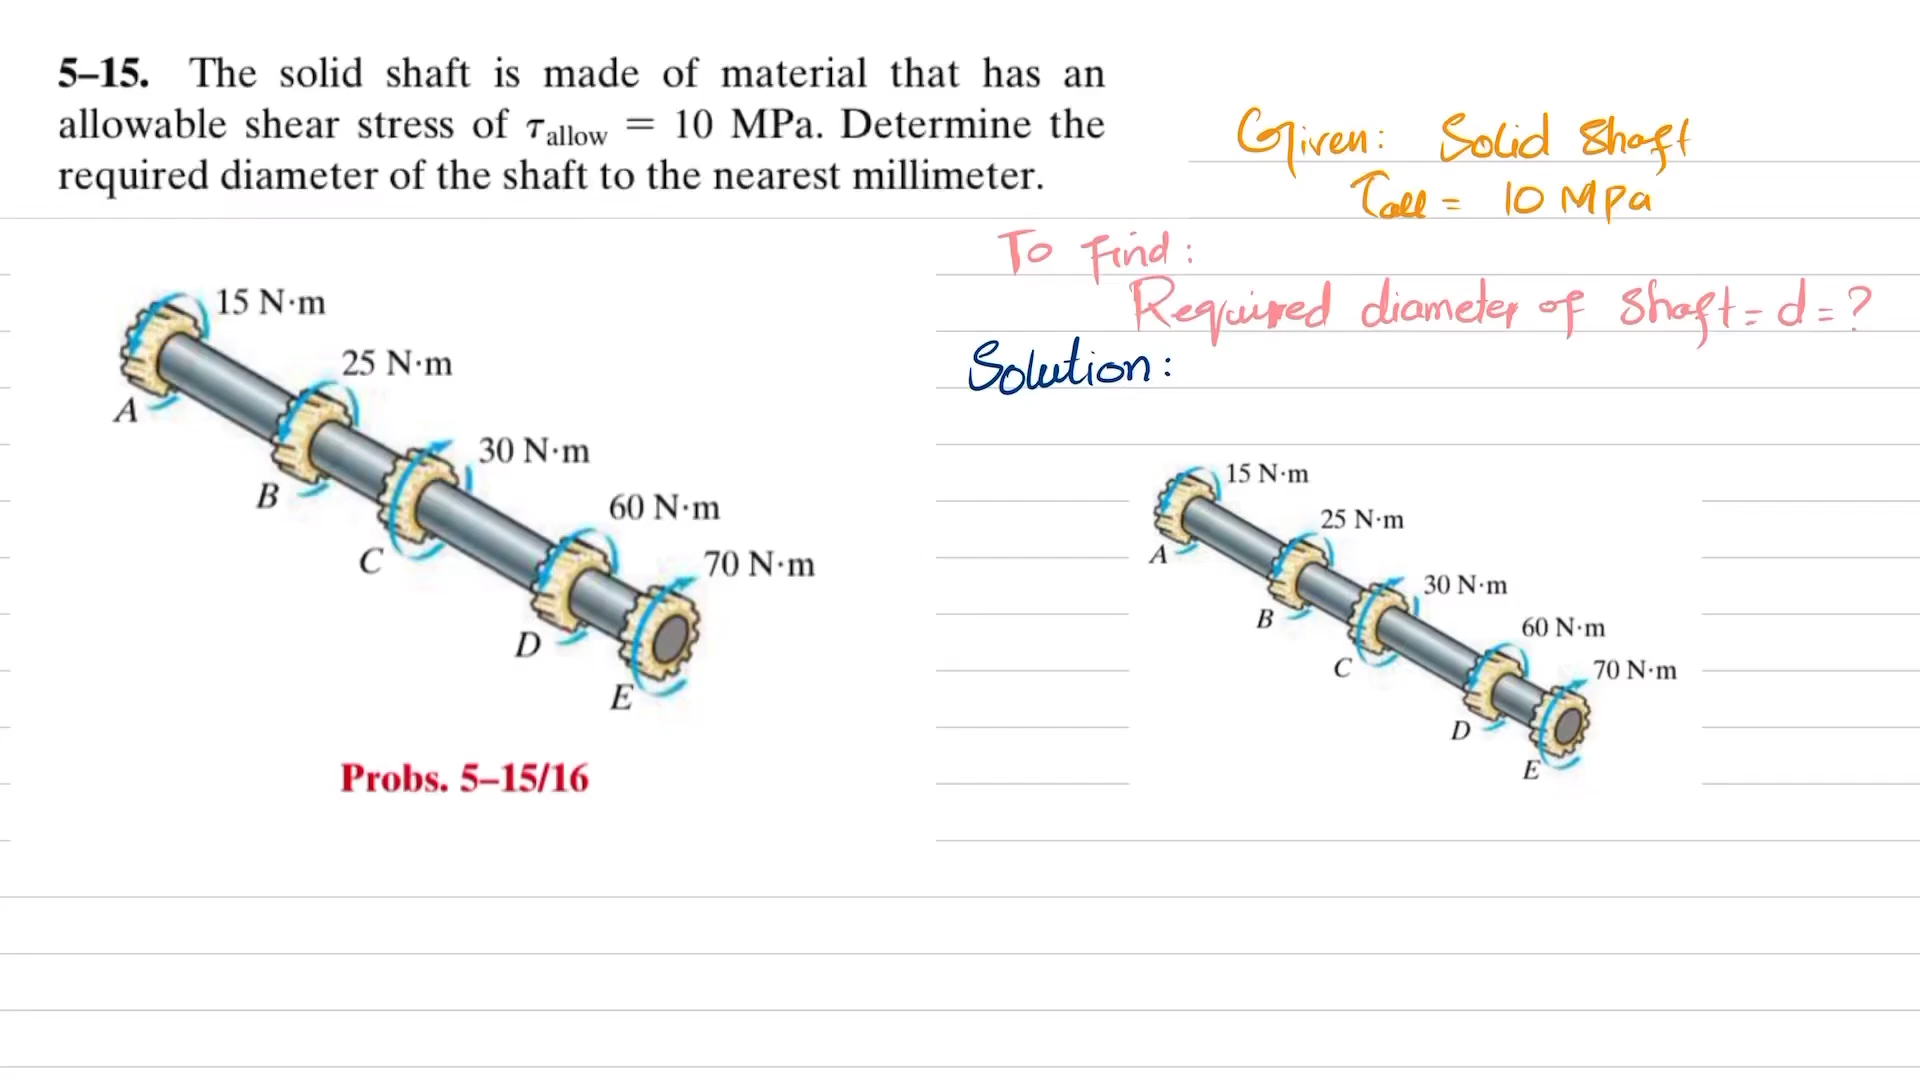 5–15. The solid shaft is made of material that has an
allowable shear stress of τallow = 10 MPa. Determine the
required diameter of the shaft to the nearest millimeter.
Given: Solid Shaft
τall = 10 MPa
To Find:
Required diameter of Shaft = d = ?
Solution:
15 N·m
25 N·m
A
30 N·m
B
60 N·m
C
70 N·m
D
E
Probs. 5–15/16
15 N·m
25 N·m
A
30 N·m
B
60 N·m
C
70 N·m
D
E